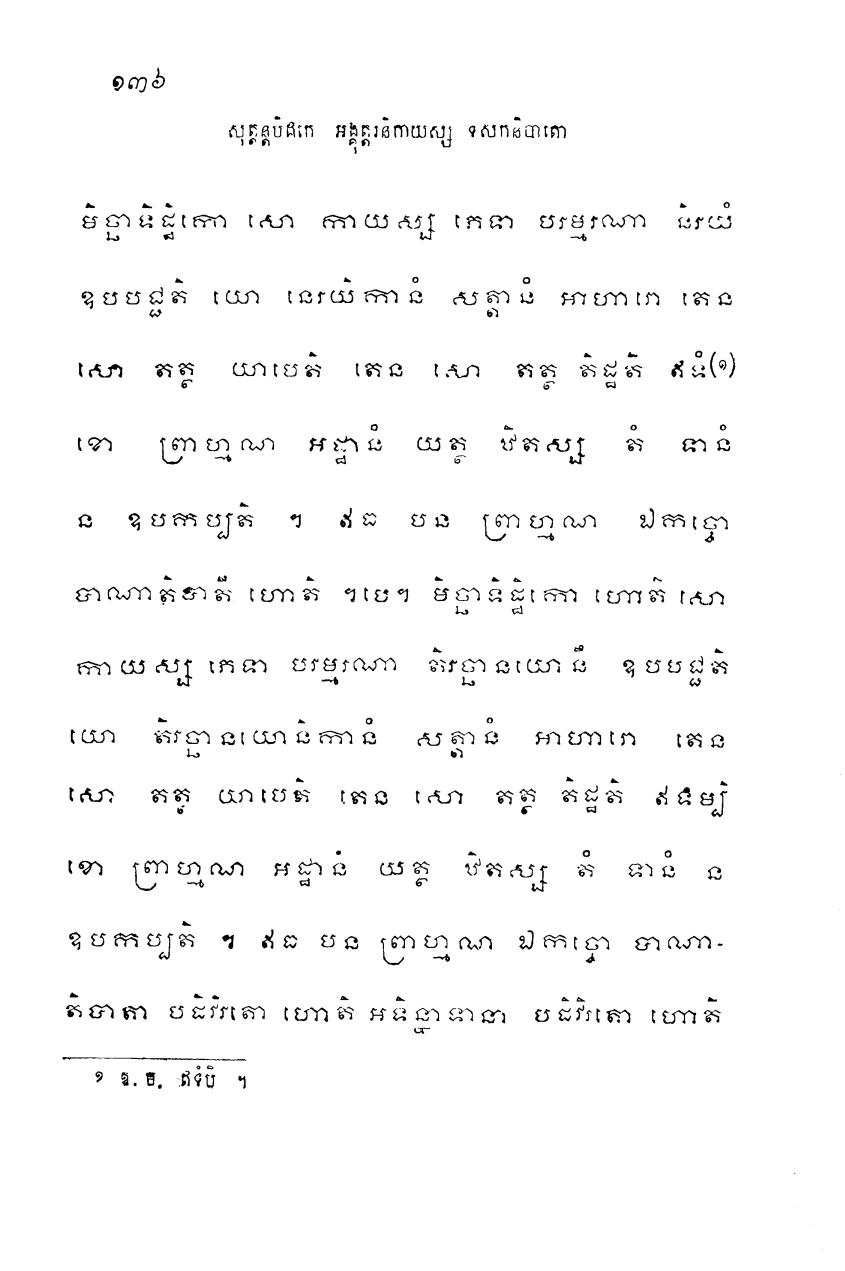 ១៣៦
សុត្តន្តបិដកេ អង្គុត្តរនិកាយស្ស ទសកនិបាតោ
មិច្ឆាទិដ្ឋិកោ សោ កាយស្ស ភេទា បរម្មរណា និរយំ
ឧបបជ្ជតិ យោ នេរយិកានំ សត្តានំ អាហារោ តេន
សោ តត្ថ យាបេតិ តេន សោ តត្ថ តិដ្ឋតិ ឥទំ(១)
ខោ ព្រាហ្មណ អដ្ឋានំ យត្ថ ឋិតស្ស តំ ទានំ
ន ឧបកប្បតិ ។ ឥធ បន ព្រាហ្មណ ឯកច្ចោ
បាណាតិបាតី ហោតិ ។បេ។ មិច្ឆាទិដ្ឋិកោ ហោតិ សោ
កាយស្ស ភេទា បរម្មរណា តិរច្ឆានយោនឹ ឧបបជ្ជតិ
យោ តិរច្ឆានយោនិកានំ សត្តានំ អាហារោ តេន
សោ តត្ថ យាបេតិ តេន សោ តត្ថ តិដ្ឋតិ ឥទម្បិ
ខោ ព្រាហ្មណ អដ្ឋានំ យត្ថ ឋិតស្ស តំ ទានំ ន
ឧបកប្បតិ ។ ឥធ បន ព្រាហ្មណ ឯកច្ចោ បាណា-
តិបាតា បដិវិរតោ ហោតិ អទិន្នាទានា បដិវិរតោ ហោតិ
១ ឱ. ម. ឥទំបិ ។